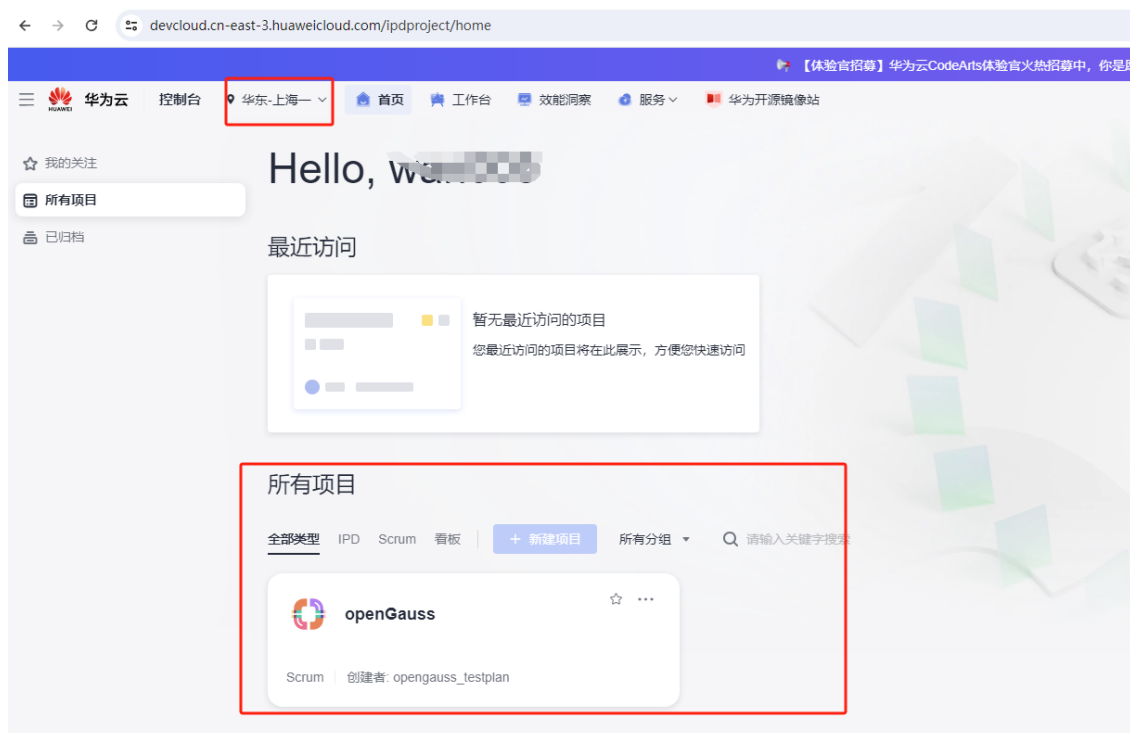 devcloud.cn-east-3.huaweicloud.com/ipdproject/home
【体验官招募】华为云CodeArts体验官火热招募中，你是
HUAWEI 华为云 控制台 华东-上海一 首页 工作台 效能洞察 服务 华为开源镜像站
我的关注
所有项目
已归档
Hello,
最近访问
暂无最近访问的项目
您最近访问的项目将在此展示，方便您快速访问
所有项目
全部类型 IPD Scrum 看板 + 新建项目 所有分组 请输入关键字搜索
openGauss
Scrum 创建者: opengauss_testplan